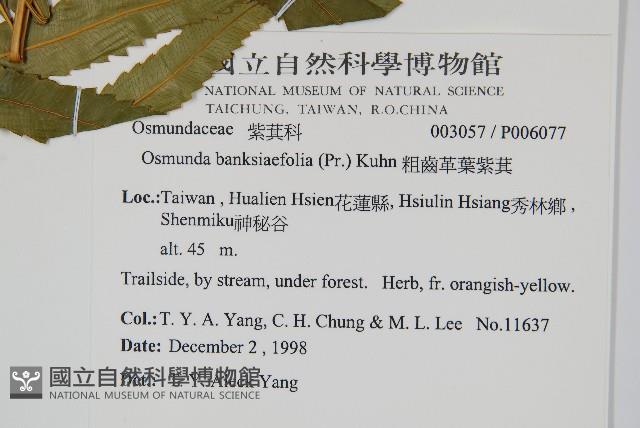 國立自然科學博物館
NATIONAL MUSEUM OF NATURAL SCIENCE
TAICHUNG, TAIWAN, R.O.CHINA
Osmundaceae 紫萁科 003057 / P006077
Osmunda banksiaefolia (Pr.) Kuhn 粗齒革葉紫萁
Loc.:Taiwan , Hualien Hsien花蓮縣, Hsiulin Hsiang秀林鄉 ,
Shenmiku神秘谷
alt. 45 m.
Trailside, by stream, under forest. Herb, fr. orangish-yellow.
Col.:T. Y. A. Yang, C. H. Chung & M. L. Lee No.11637
Date: December 2 , 1998
Aleck Yang
國立自然科學博物館
NATIONAL MUSEUM OF NATURAL SCIENCE